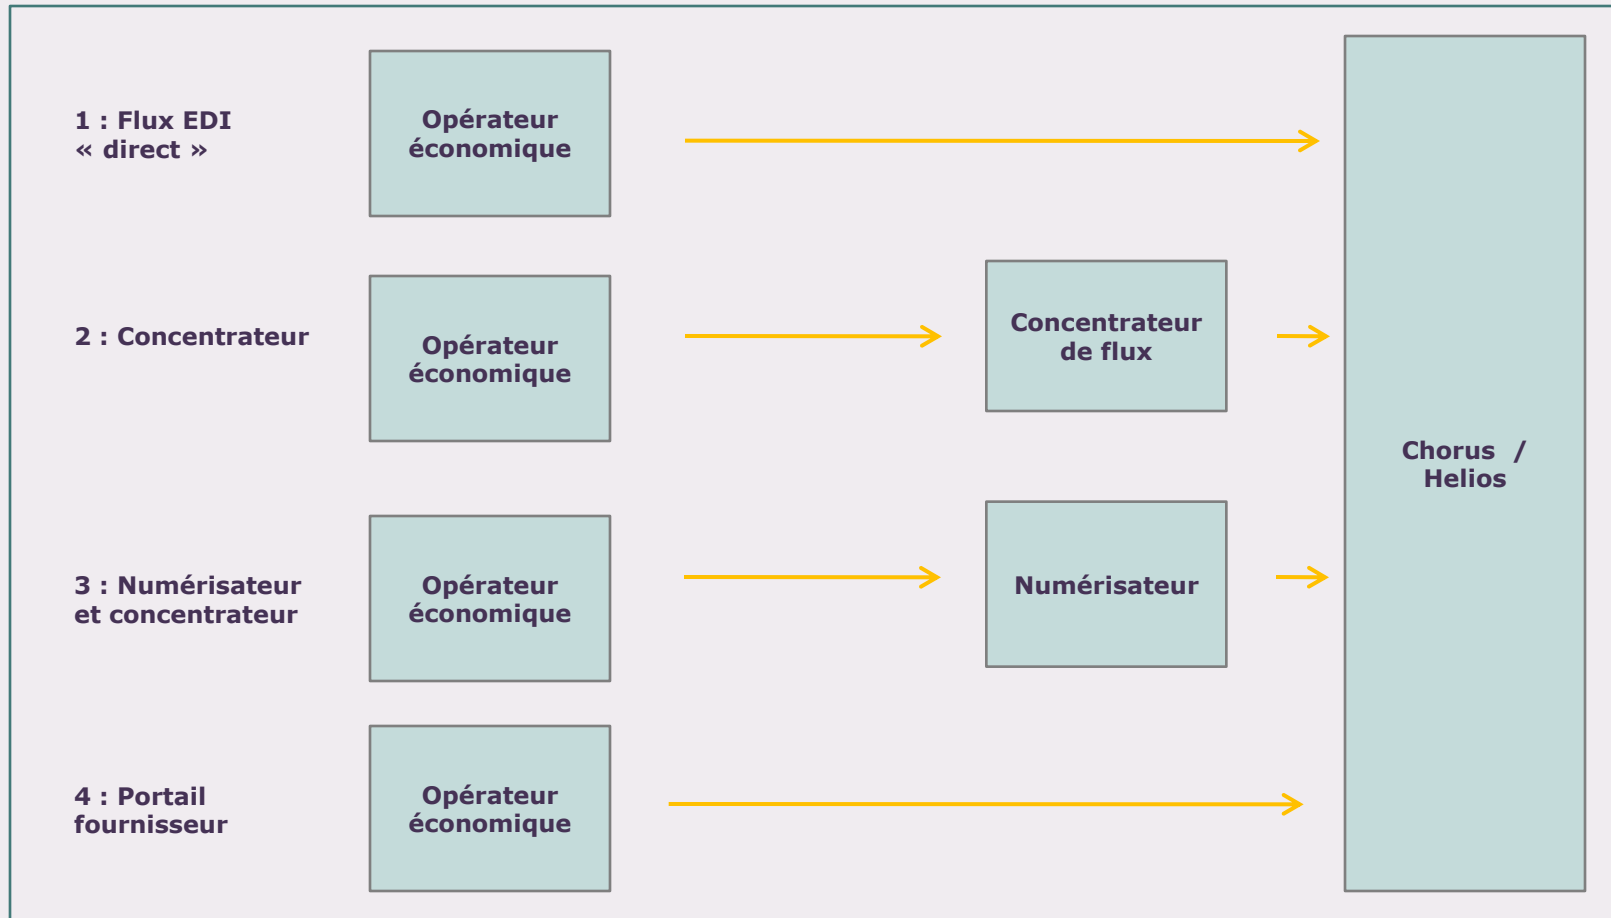 1 : Flux EDI
« direct »
Opérateur
économique
2 : Concentrateur
Opérateur
économique
Concentrateur
de flux
3 : Numérisateur
et concentrateur
Opérateur
économique
Numérisateur
4 : Portail
fournisseur
Opérateur
économique
Chorus /
Helios